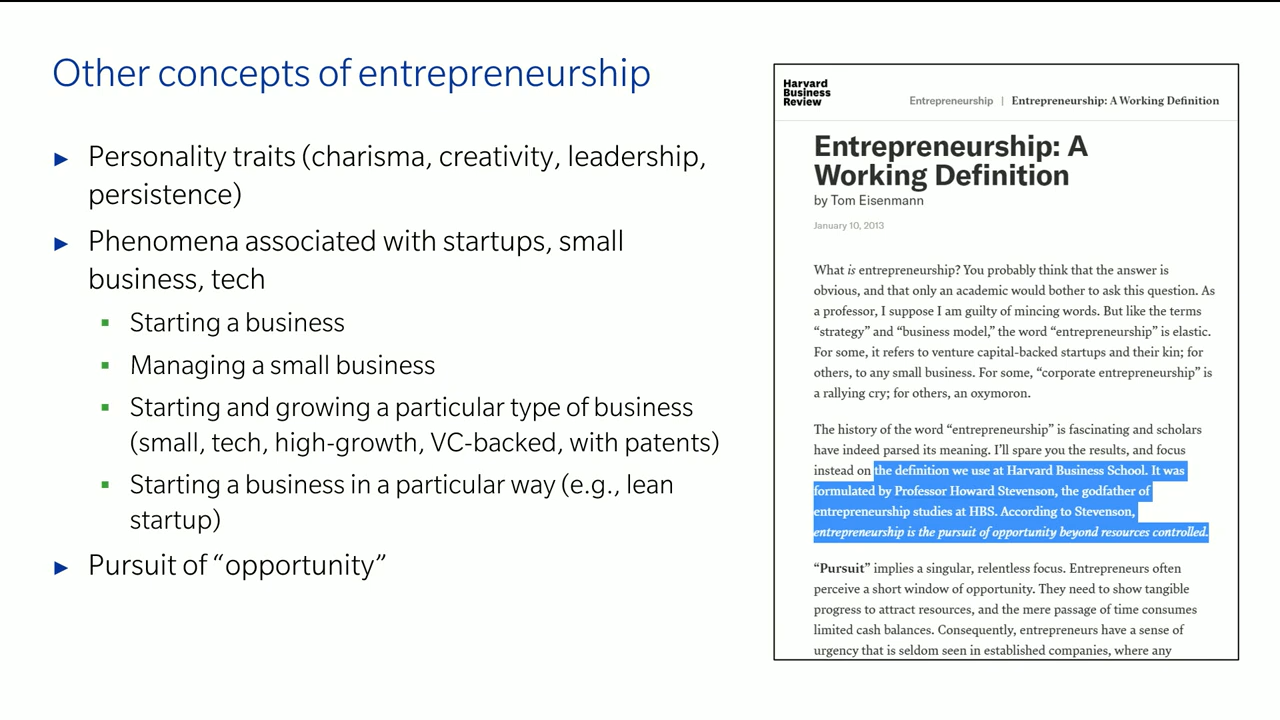 Other concepts of entrepreneurship
► Personality traits (charisma, creativity, leadership,
persistence)
► Phenomena associated with startups, small
business, tech
▪ Starting a business
▪ Managing a small business
▪ Starting and growing a particular type of business
(small, tech, high-growth, VC-backed, with patents)
▪ Starting a business in a particular way (e.g., lean
startup)
► Pursuit of “opportunity”
Harvard
Business
Review
Entrepreneurship | Entrepreneurship: A Working Definition
Entrepreneurship: A
Working Definition
by Tom Eisenmann
January 10, 2013
What is entrepreneurship? You probably think that the answer is
obvious, and that only an academic would bother to ask this question. As
a professor, I suppose I am guilty of mincing words. But like the terms
“strategy” and “business model,” the word “entrepreneurship” is elastic.
For some, it refers to venture capital-backed startups and their kin; for
others, to any small business. For some, “corporate entrepreneurship” is
a rallying cry; for others, an oxymoron.
The history of the word “entrepreneurship” is fascinating and scholars
have indeed parsed its meaning. I’ll spare you the results, and focus
instead on the definition we use at Harvard Business School. It was
formulated by Professor Howard Stevenson, the godfather of
entrepreneurship studies at HBS. According to Stevenson,
entrepreneurship is the pursuit of opportunity beyond resources controlled.
“Pursuit” implies a singular, relentless focus. Entrepreneurs often
perceive a short window of opportunity. They need to show tangible
progress to attract resources, and the mere passage of time consumes
limited cash balances. Consequently, entrepreneurs have a sense of
urgency that is seldom seen in established companies, where any